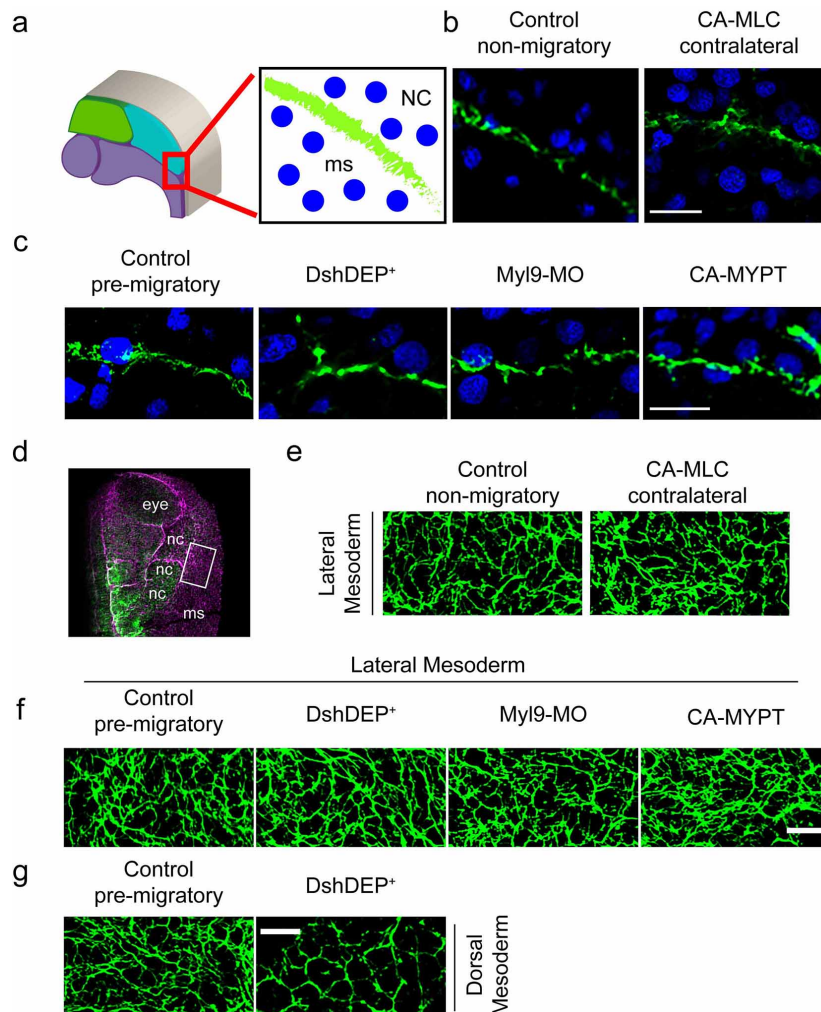 a
NC
ms
b
Control
non-migratory
CA-MLC
contralateral
c
Control
pre-migratory
DshDEP⁺
Myl9-MO
CA-MYPT
d
eye
nc
nc
nc
ms
e
Control
non-migratory
CA-MLC
contralateral
Lateral
Mesoderm
Lateral Mesoderm
f
Control
pre-migratory
DshDEP⁺
Myl9-MO
CA-MYPT
g
Control
pre-migratory
DshDEP⁺
Dorsal
Mesoderm